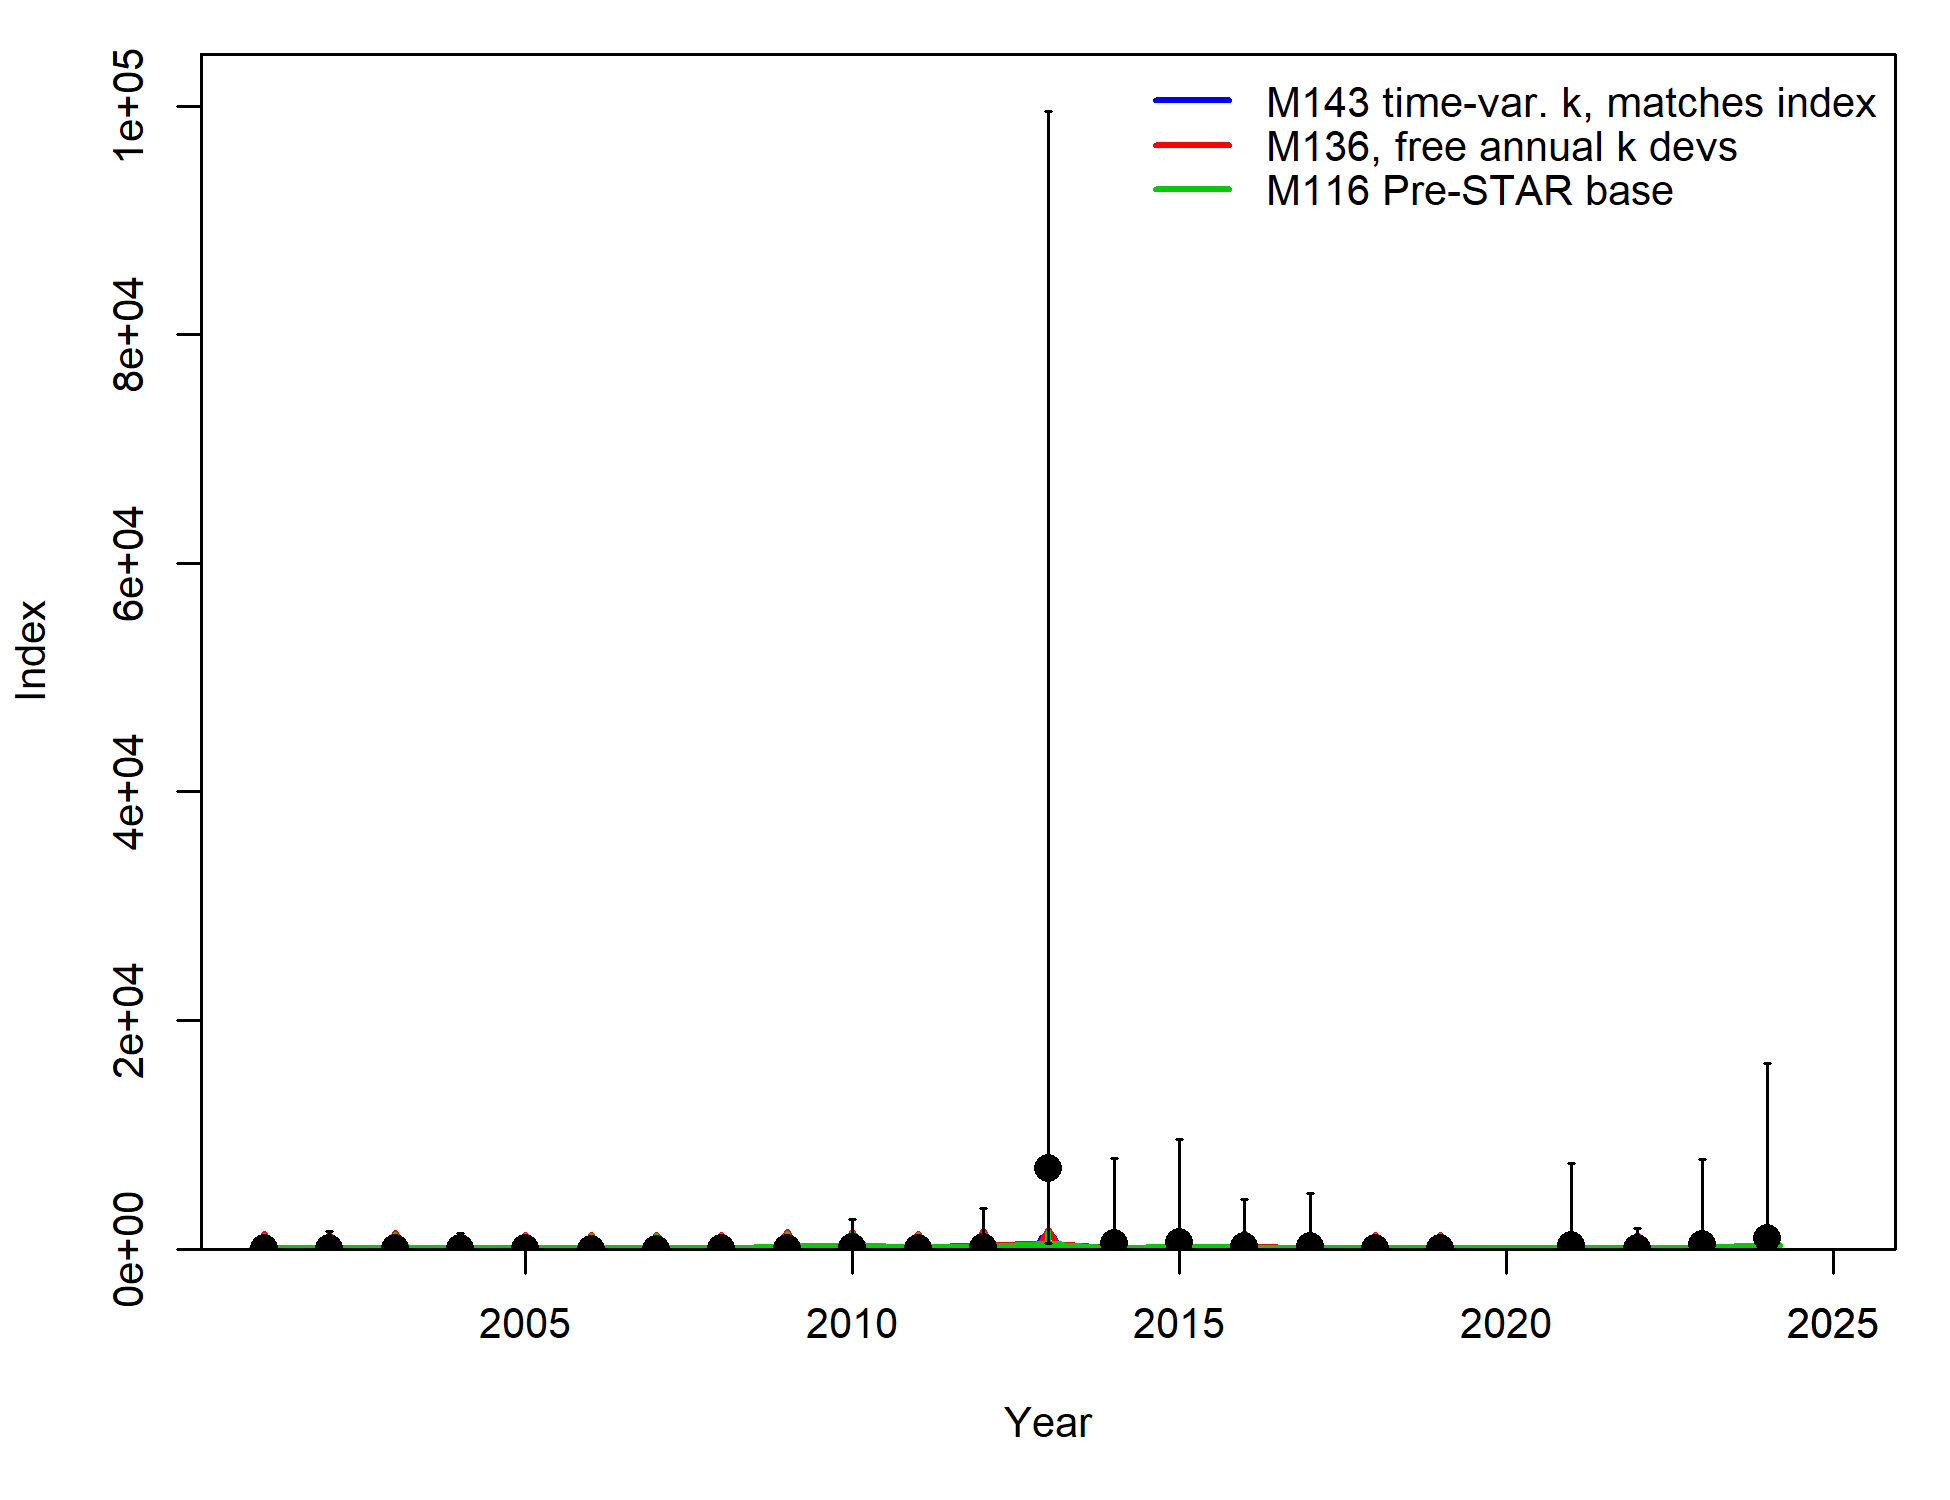 M143 time-var. k, matches index
M136, free annual k devs
M116 Pre-STAR base
1e+05
8e+04
6e+04
4e+04
2e+04
0e+00
Index
2005 2010 2015 2020 2025
Year